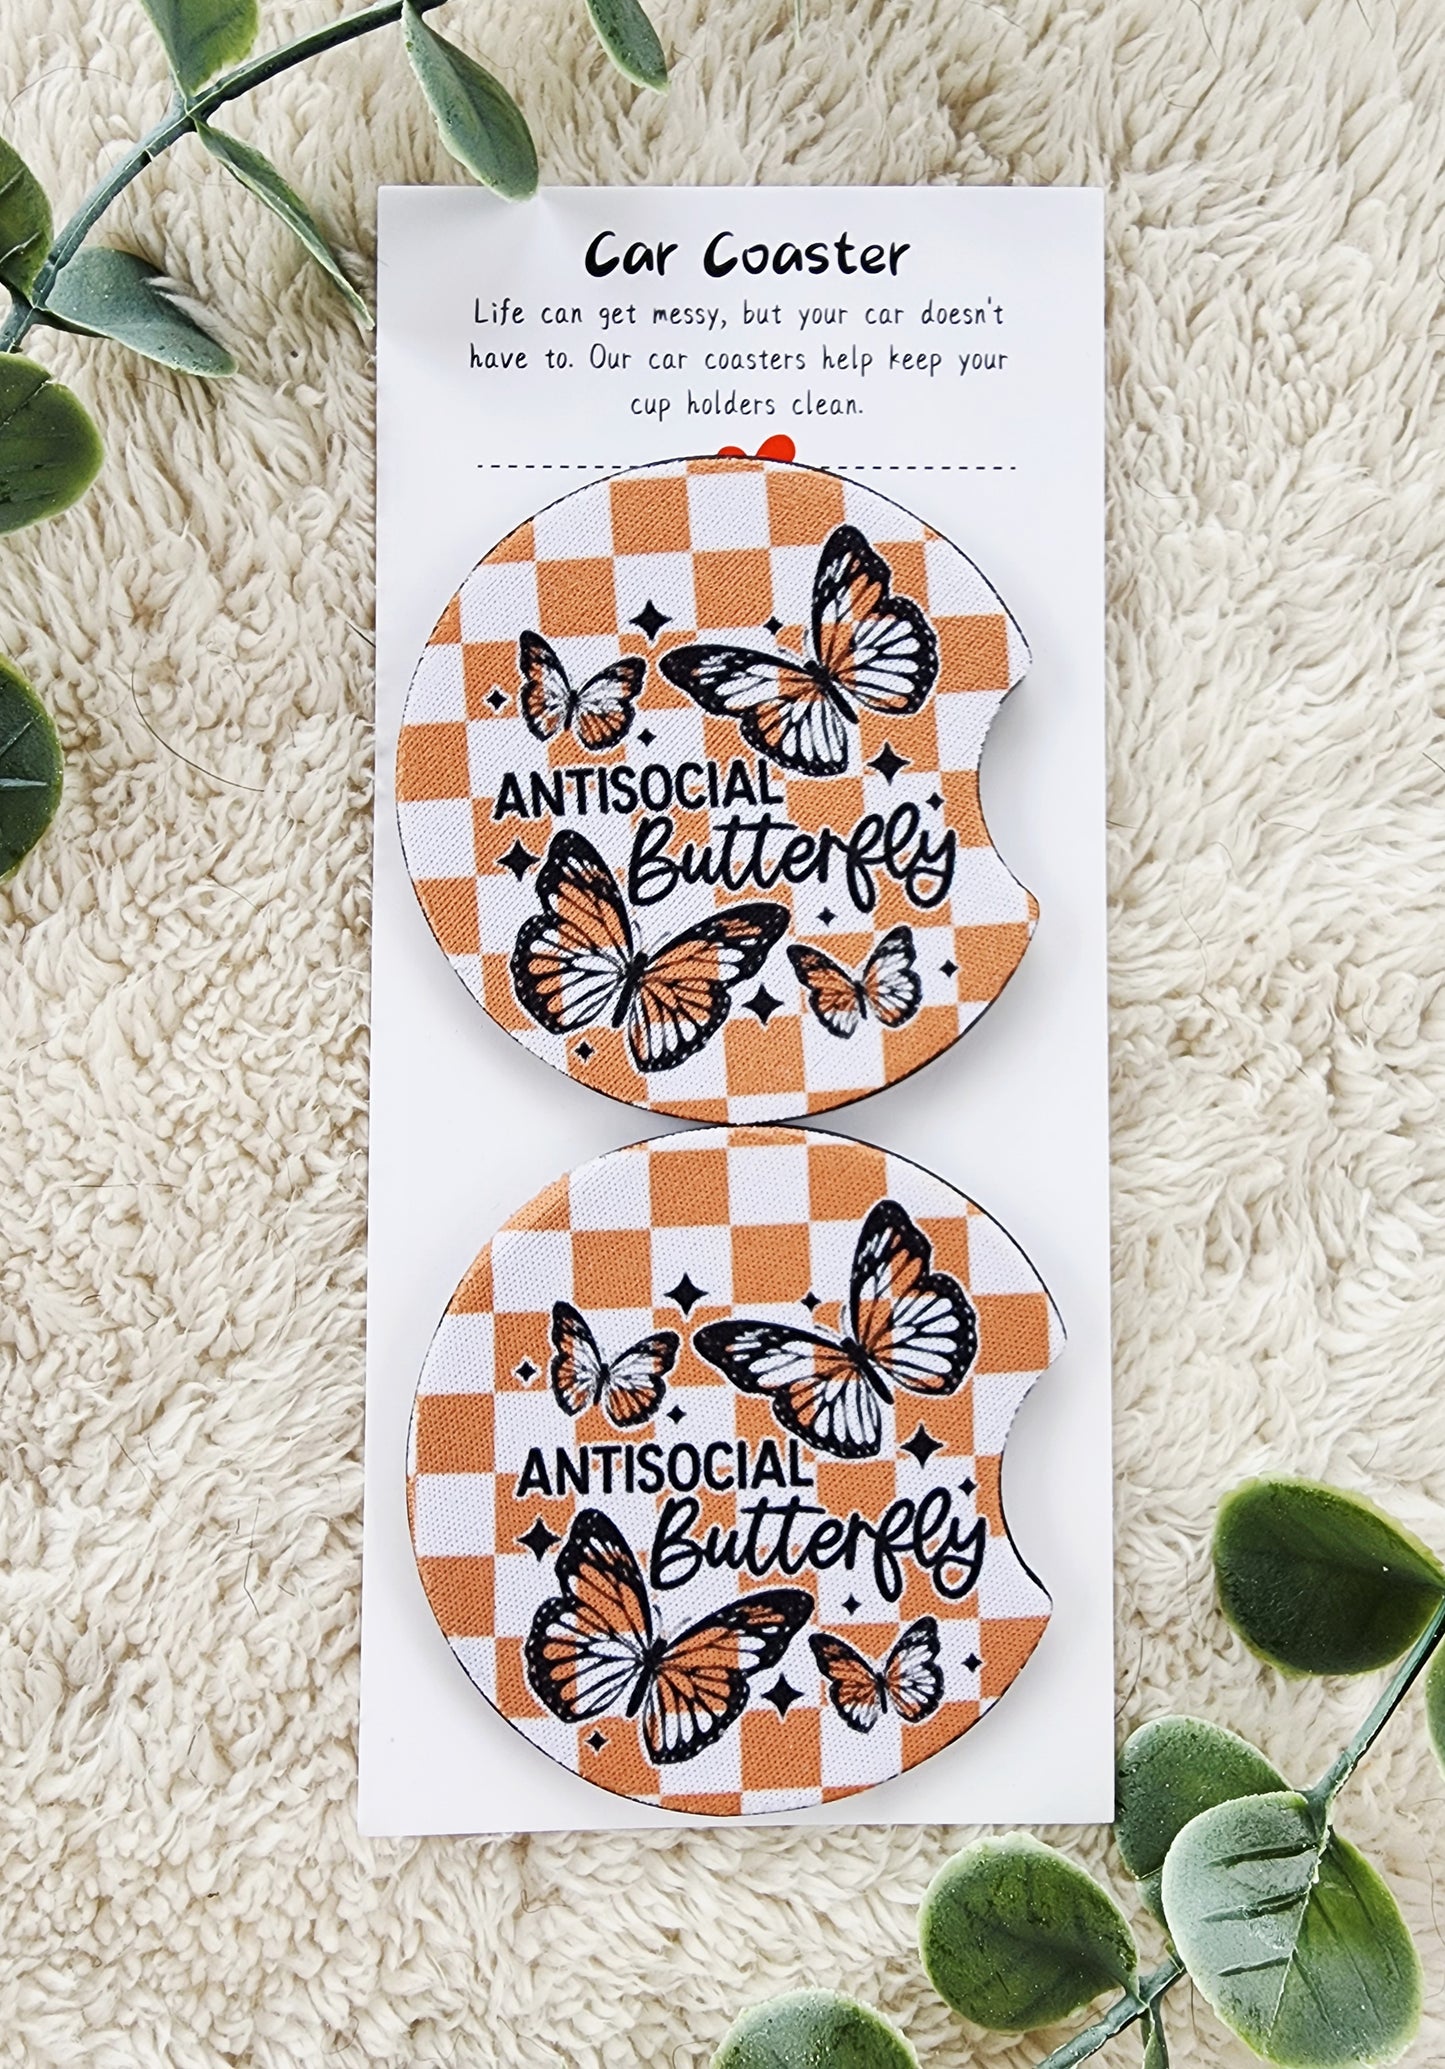 Car Coaster
Life can get messy, but your car doesn't
have to. Our car coasters help keep your
cup holders clean.
ANTISOCIAL
Butterfly
ANTISOCIAL
Butterfly